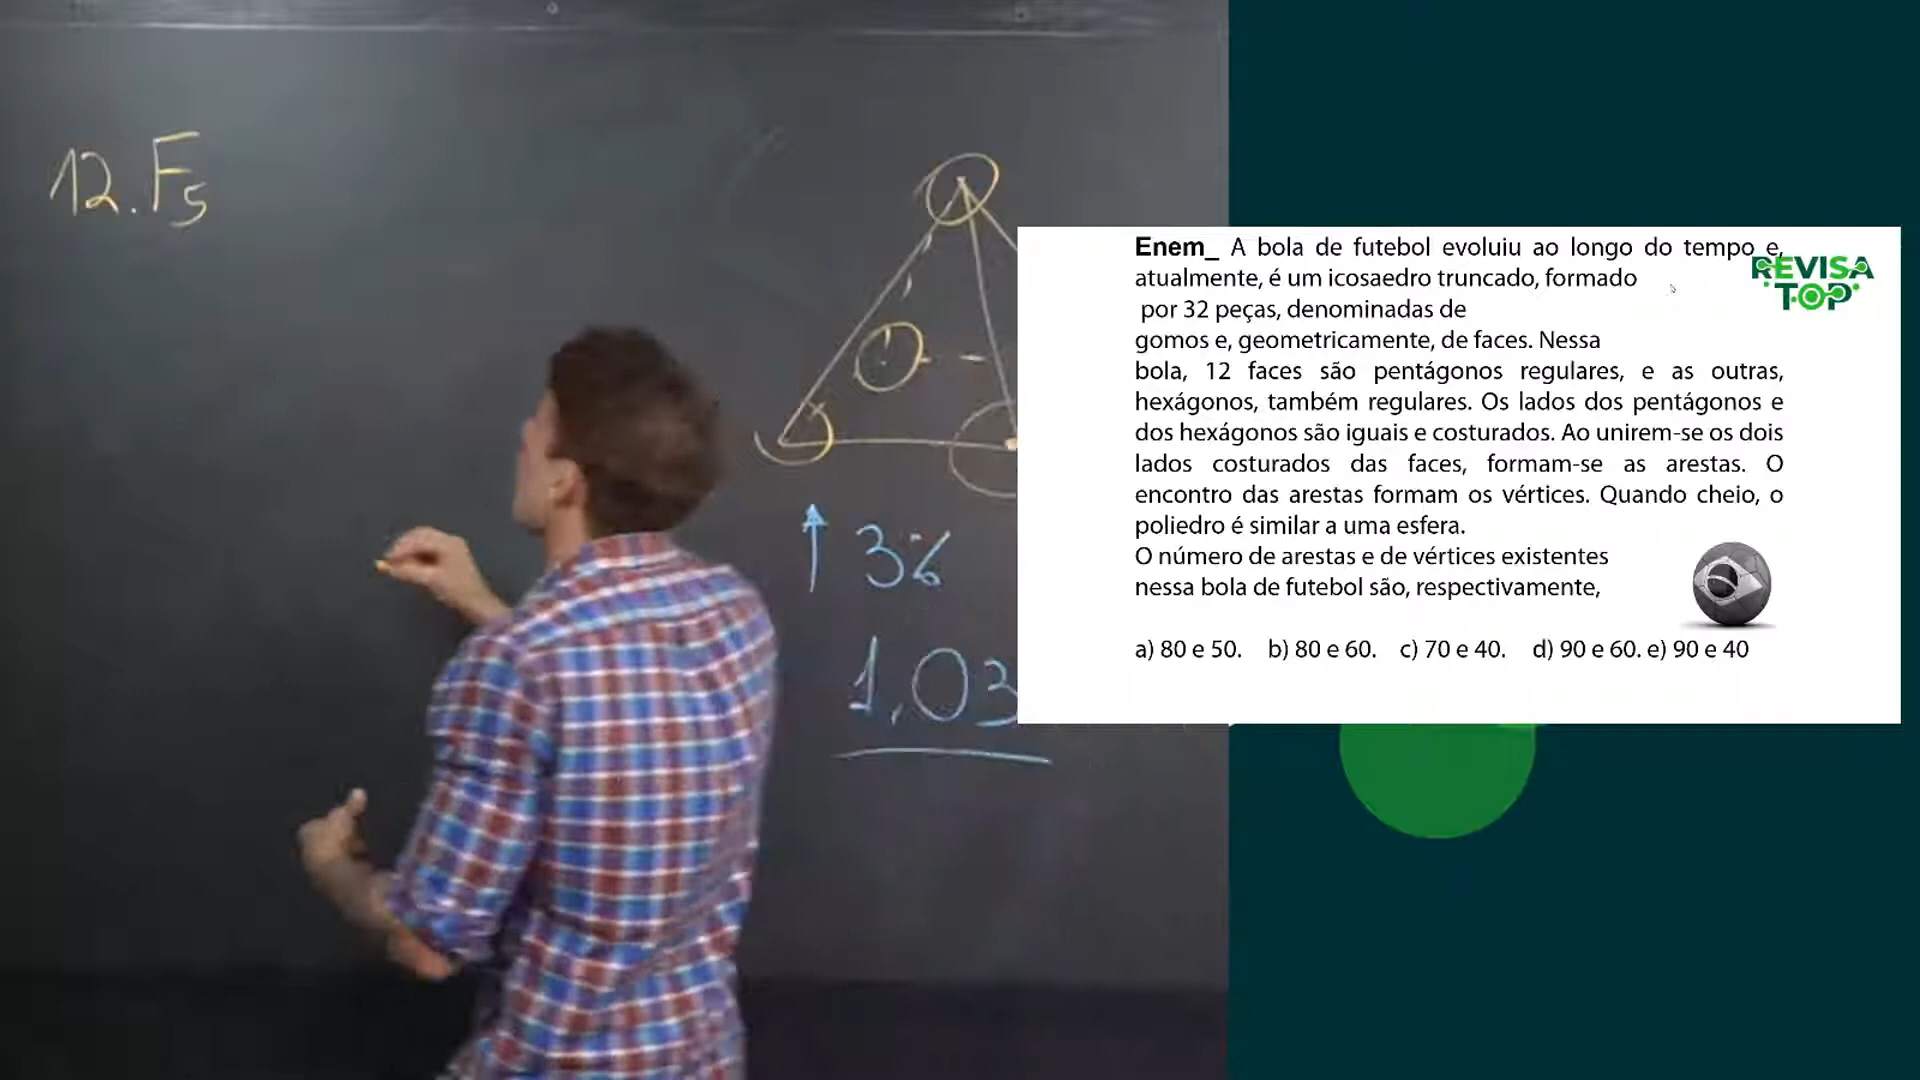 12.F5
3%
1,03
Enem_ A bola de futebol evoluiu ao longo do tempo e,
atualmente, é um icosaedro truncado, formado
por 32 peças, denominadas de
gomos e, geometricamente, de faces. Nessa
bola, 12 faces são pentágonos regulares, e as outras,
hexágonos, também regulares. Os lados dos pentágonos e
dos hexágonos são iguais e costurados. Ao unirem-se os dois
lados costurados das faces, formam-se as arestas. O
encontro das arestas formam os vértices. Quando cheio, o
poliedro é similar a uma esfera.
O número de arestas e de vértices existentes
nessa bola de futebol são, respectivamente,
a) 80 e 50. b) 80 e 60. c) 70 e 40. d) 90 e 60. e) 90 e 40
REVISA
TOP